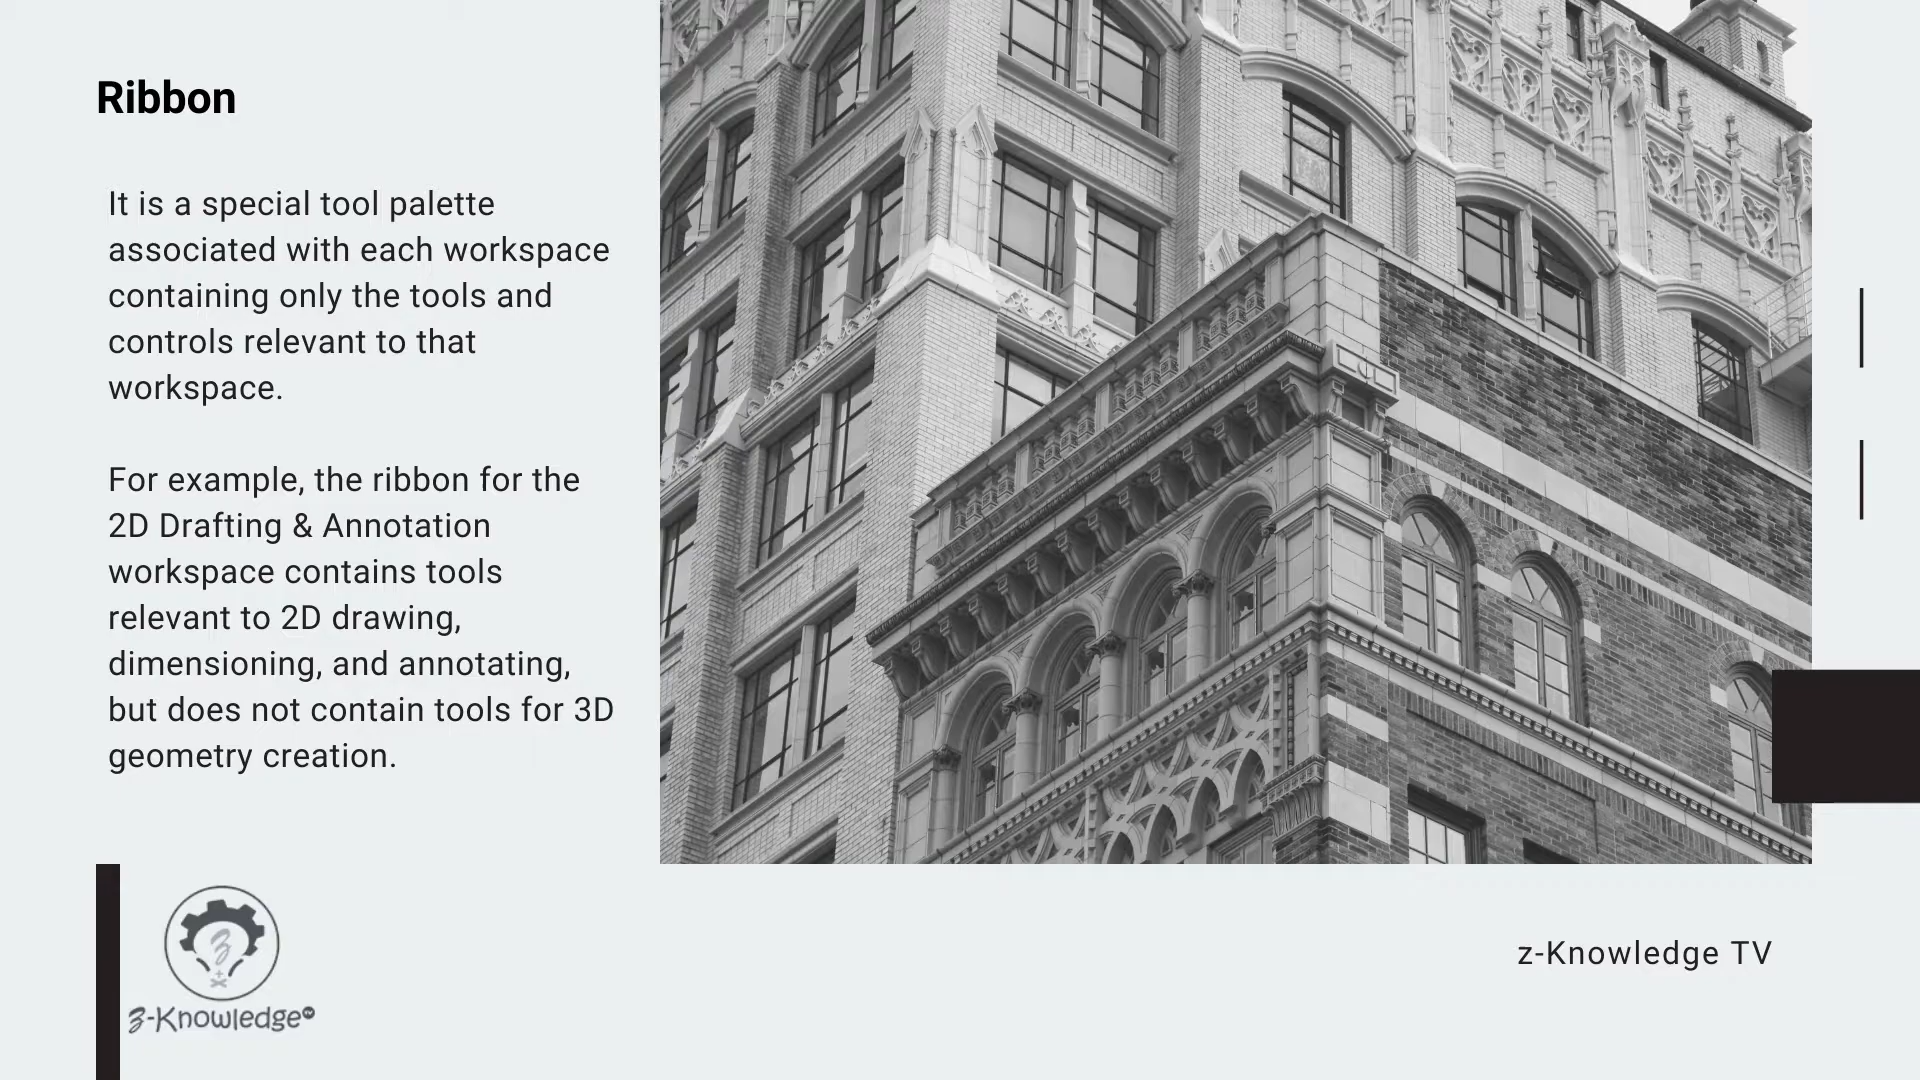 Ribbon
It is a special tool palette
associated with each workspace
containing only the tools and
controls relevant to that
workspace.
For example, the ribbon for the
2D Drafting & Annotation
workspace contains tools
relevant to 2D drawing,
dimensioning, and annotating,
but does not contain tools for 3D
geometry creation.
z-Knowledge TV
z
z-Knowledge